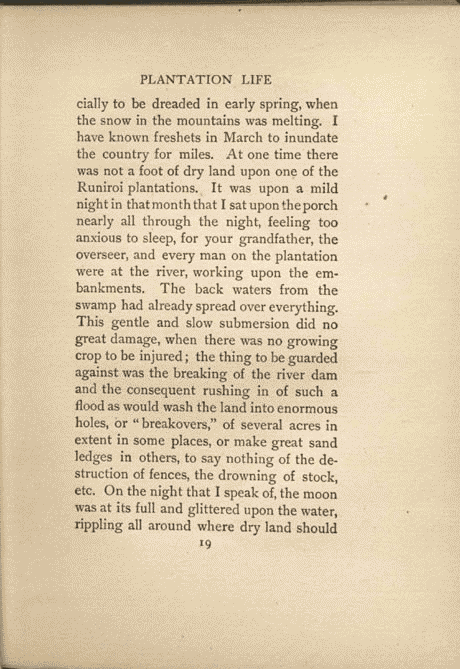 PLANTATION LIFE
cially to be dreaded in early spring, when
the snow in the mountains was melting. I
have known freshets in March to inundate
the country for miles. At one time there
was not a foot of dry land upon one of the
Runiroi plantations. It was upon a mild
night in that month that I sat upon the porch
nearly all through the night, feeling too
anxious to sleep, for your grandfather, the
overseer, and every man on the plantation
were at the river, working upon the em-
bankments. The back waters from the
swamp had already spread over everything.
This gentle and slow submersion did no
great damage, when there was no growing
crop to be injured; the thing to be guarded
against was the breaking of the river dam
and the consequent rushing in of such a
flood as would wash the land into enormous
holes, or "breakovers," of several acres in
extent in some places, or make great sand
ledges in others, to say nothing of the de-
struction of fences, the drowning of stock,
etc. On the night that I speak of, the moon
was at its full and glittered upon the water,
rippling all around where dry land should
19